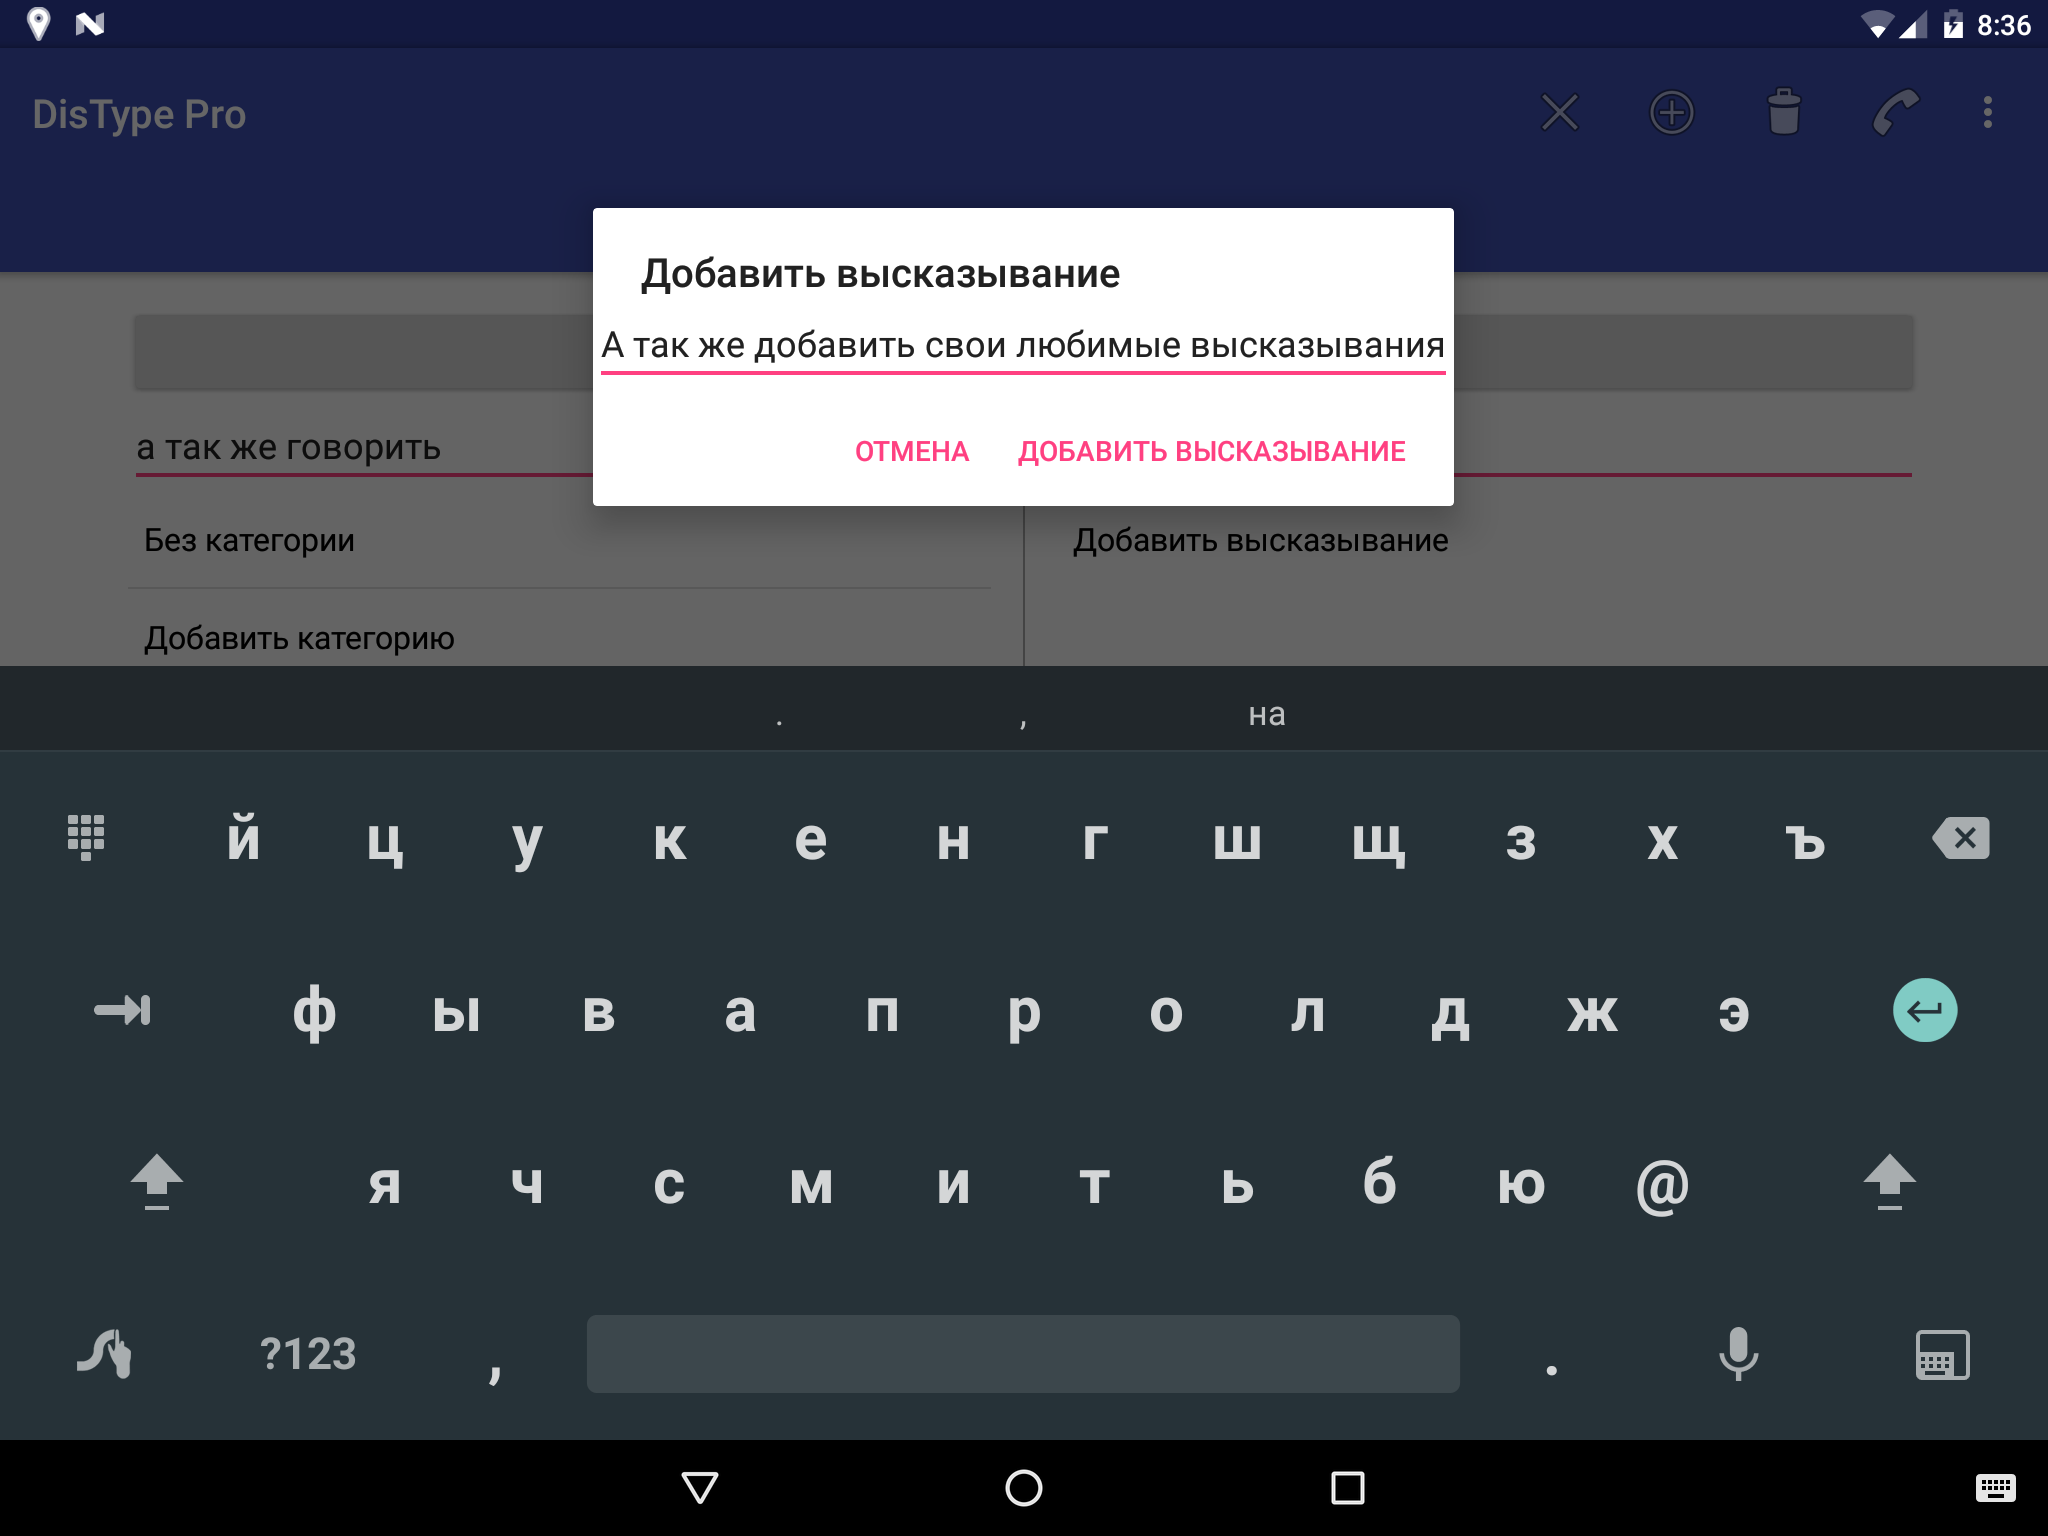 8:36
DisType Pro
Добавить высказывание
А так же добавить свои любимые высказывания
ОТМЕНА ДОБАВИТЬ ВЫСКАЗЫВАНИЕ
а так же говорить
Без категории
Добавить высказывание
Добавить категорию
. , на
й ц у к е н г ш щ з х ъ
ф ы в а п р о л д ж э
я ч с м и т ь б ю @
?123 , .